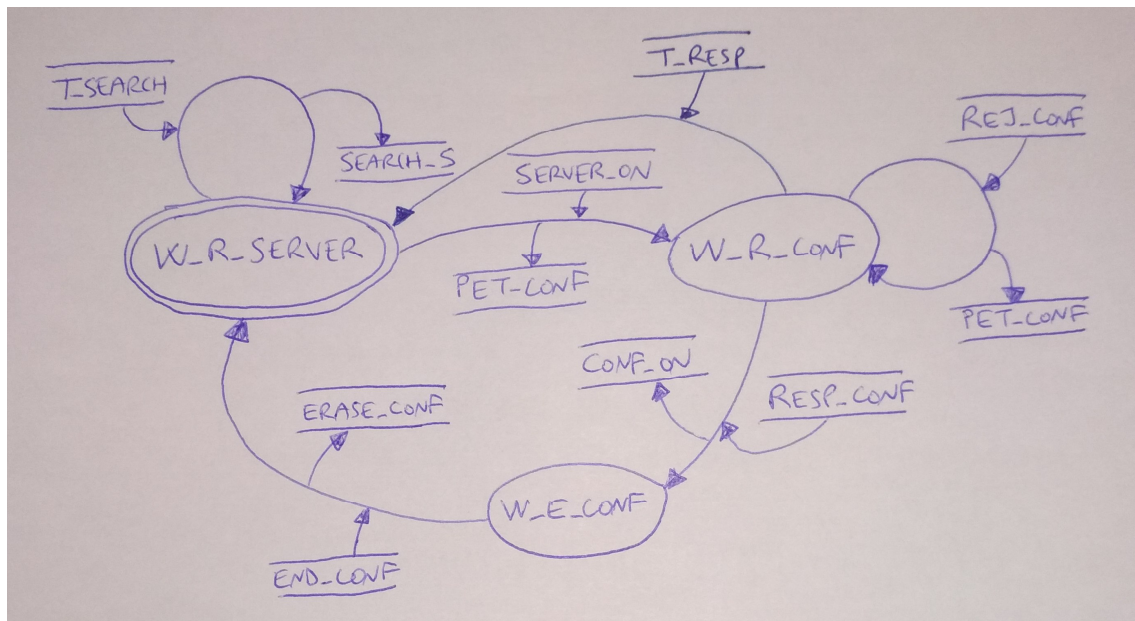 T_RESP
T_SEARCH
REJ_CONF
SEARCH_S
SERVER_ON
W_R_SERVER
W_R_CONF
PET_CONF
PET_CONF
CONF_ON
RESP_CONF
ERASE_CONF
W_E_CONF
END_CONF